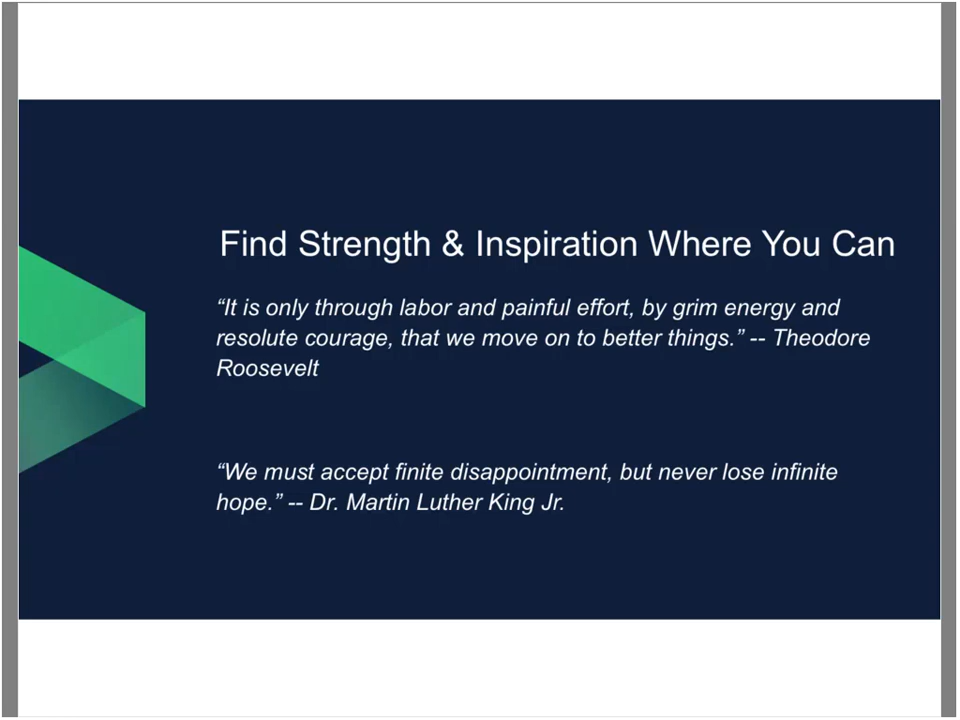 Find Strength & Inspiration Where You Can
“It is only through labor and painful effort, by grim energy and
resolute courage, that we move on to better things.” -- Theodore
Roosevelt
“We must accept finite disappointment, but never lose infinite
hope.” -- Dr. Martin Luther King Jr.